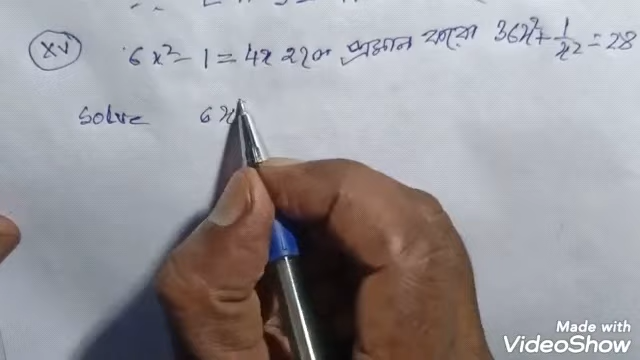 (xv) 6x² - 1 = 4x হলে প্রমান করো 36x² + 1/x² = 28
Solve 6x
Made with
VideoShow